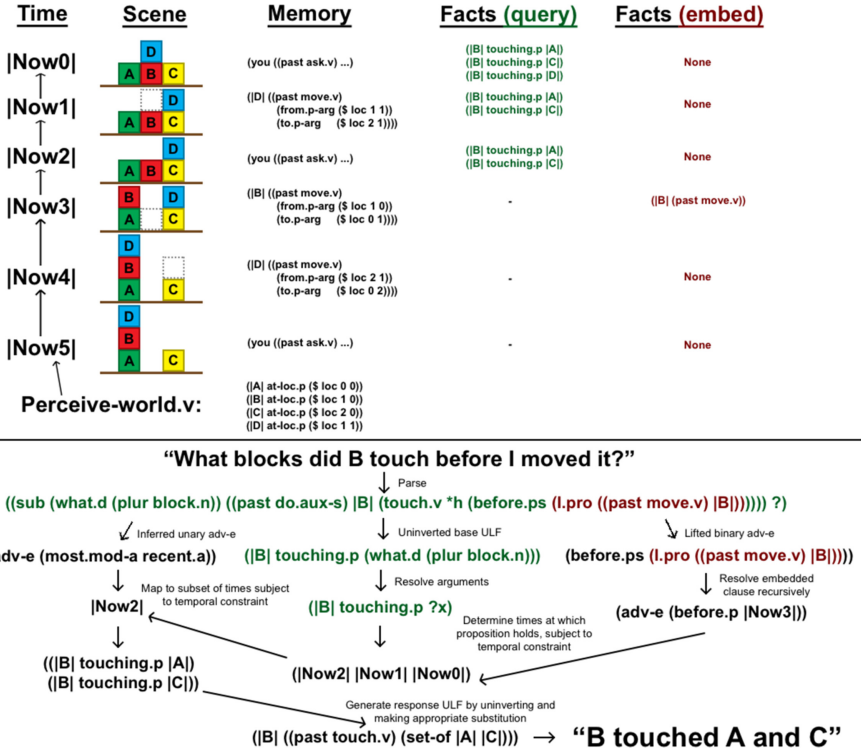 Time Scene Memory Facts (query) Facts (embed)
|Now0|
D
A B C
(you ((past ask.v) ...)
(|B| touching.p |A|)
(|B| touching.p |C|)
(|B| touching.p |D|)
None
|Now1|
D
A B C
(|D| ((past move.v)
(from.p-arg ($ loc 1 1))
(to.p-arg ($ loc 2 1))))
(|B| touching.p |A|)
(|B| touching.p |C|)
None
|Now2|
D
A B C
(you ((past ask.v) ...)
(|B| touching.p |A|)
(|B| touching.p |C|)
None
|Now3|
B D
A C
(|B| ((past move.v)
(from.p-arg ($ loc 1 0))
(to.p-arg ($ loc 0 1))))
-
(|B| (past move.v))
|Now4|
D
B
A C
(|D| ((past move.v)
(from.p-arg ($ loc 2 1))
(to.p-arg ($ loc 0 2))))
-
None
|Now5|
D
B
A C
(you ((past ask.v) ...)
-
None
Perceive-world.v:
(|A| at-loc.p ($ loc 0 0))
(|B| at-loc.p ($ loc 1 0))
(|C| at-loc.p ($ loc 2 0))
(|D| at-loc.p ($ loc 1 1))
“What blocks did B touch before I moved it?”
Parse
((sub (what.d (plur block.n)) ((past do.aux-s) |B| (touch.v *h (before.ps (I.pro ((past move.v) |B|)))))) ?)
Inferred unary adv-e
Uninverted base ULF
Lifted binary adv-e
adv-e (most.mod-a recent.a))
(|B| touching.p (what.d (plur block.n)))
(before.ps (I.pro ((past move.v) |B|))))
Map to subset of times subject
to temporal constraint
Resolve arguments
Resolve embedded
clause recursively
|Now2|
(|B| touching.p ?x)
(adv-e (before.p |Now3|))
Determine times at which
proposition holds, subject to
temporal constraint
((|B| touching.p |A|)
(|B| touching.p |C|))
(|Now2| |Now1| |Now0|)
Generate response ULF by uninverting and
making appropriate substitution
(|B| ((past touch.v) (set-of |A| |C|))) “B touched A and C”